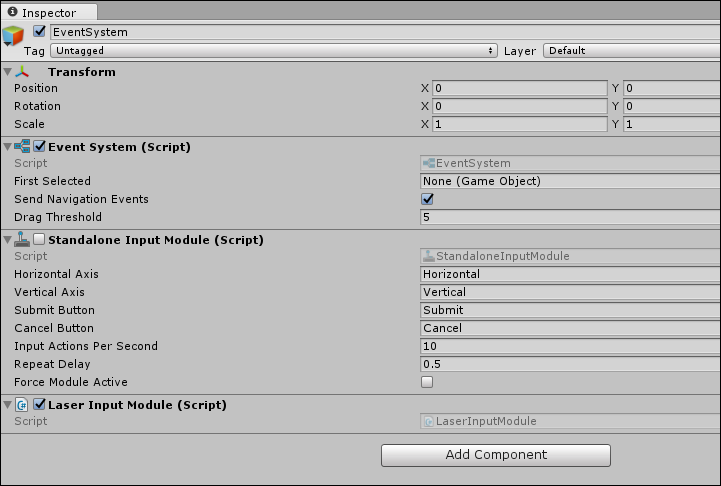 Inspector
EventSystem
Tag Untagged Layer Default
Transform
Position X 0 Y 0
Rotation X 0 Y 0
Scale X 1 Y 1
Event System (Script)
Script EventSystem
First Selected None (Game Object)
Send Navigation Events
Drag Threshold 5
Standalone Input Module (Script)
Script StandaloneInputModule
Horizontal Axis Horizontal
Vertical Axis Vertical
Submit Button Submit
Cancel Button Cancel
Input Actions Per Second 10
Repeat Delay 0.5
Force Module Active
Laser Input Module (Script)
Script LaserInputModule
Add Component